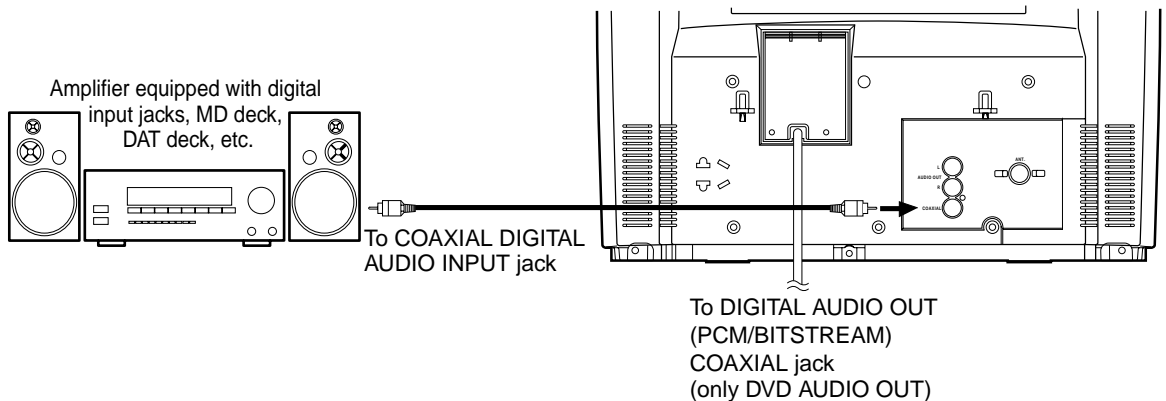 Amplifier equipped with digital
input jacks, MD deck,
DAT deck, etc.
To COAXIAL DIGITAL
AUDIO INPUT jack
L
AUDIO OUT
R
COAXIAL
ANT.
To DIGITAL AUDIO OUT
(PCM/BITSTREAM)
COAXIAL jack
(only DVD AUDIO OUT)